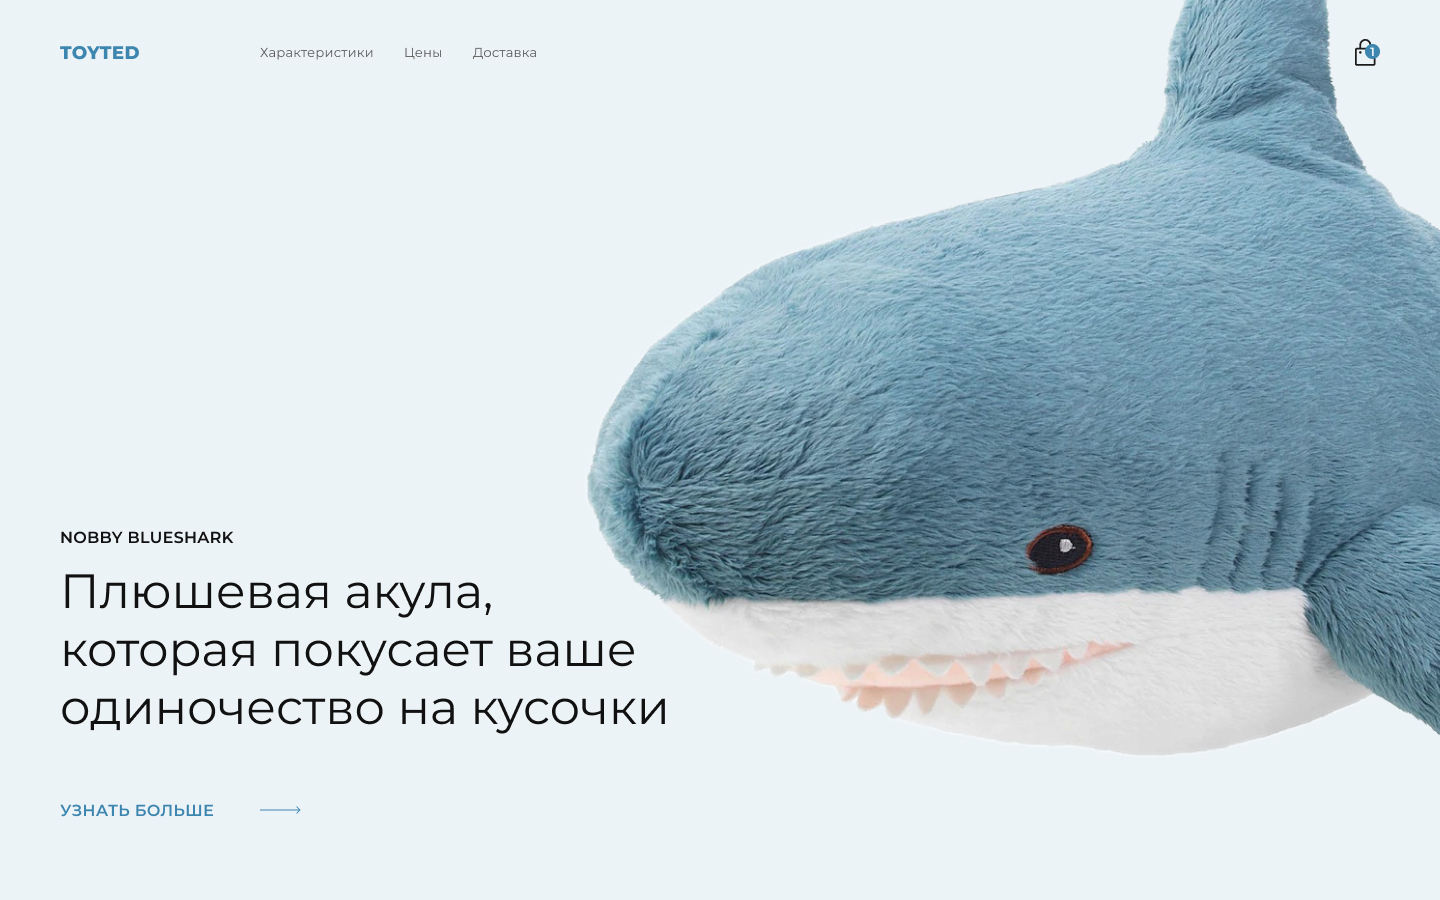 TOYTED
Характеристики
Цены
Доставка
1
NOBBY BLUESHARK
Плюшевая акула,
которая покусает ваше
одиночество на кусочки
УЗНАТЬ БОЛЬШЕ